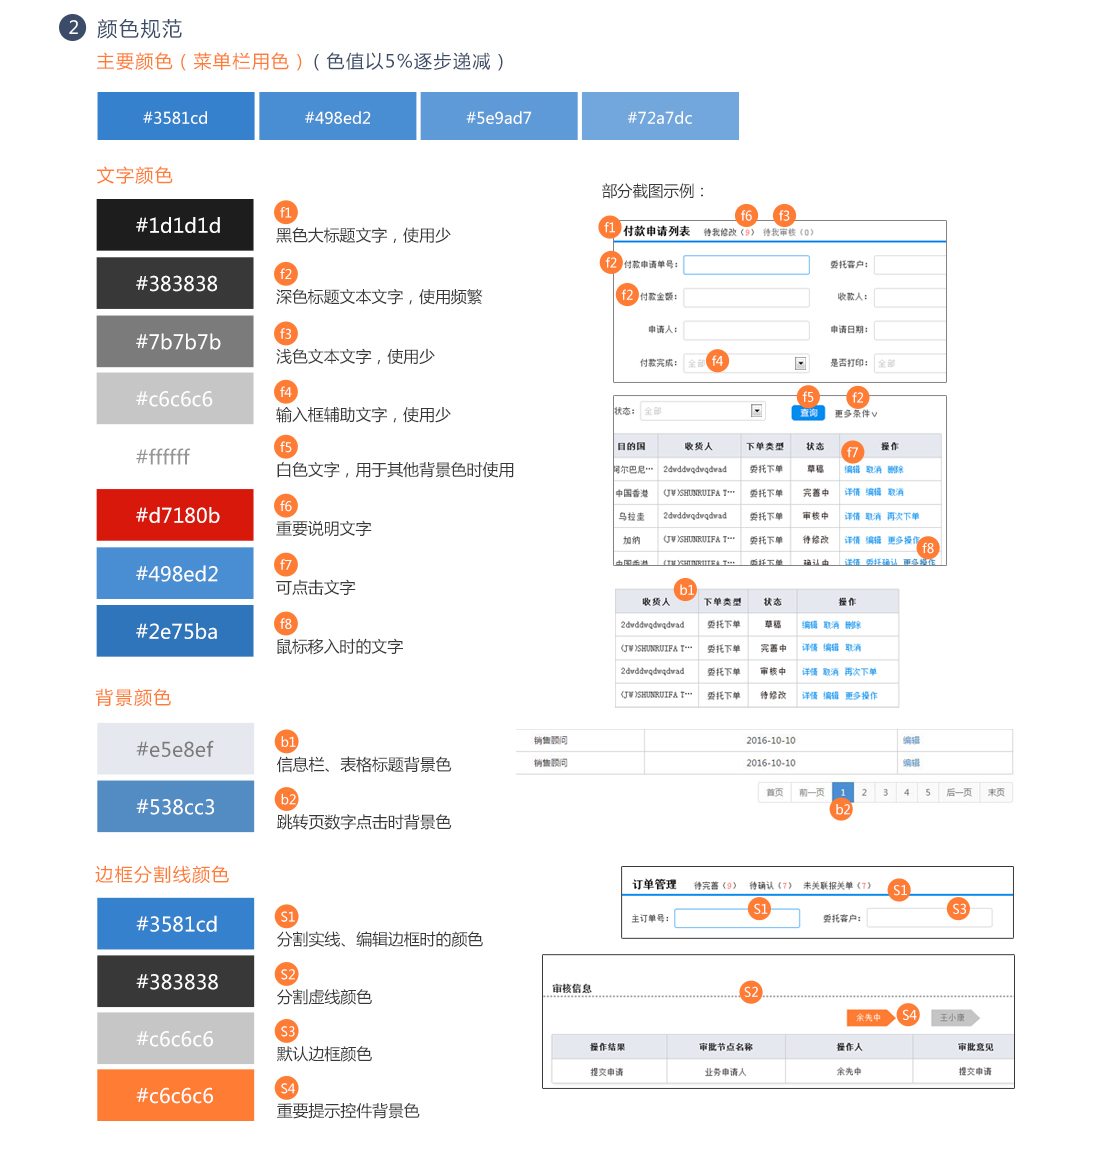 2 颜色规范
主要颜色（菜单栏用色）（色值以5%逐步递减）
#3581cd #498ed2 #5e9ad7 #72a7dc
文字颜色
#1d1d1d
f1
黑色大标题文字，使用少
#383838
f2
深色标题文本文字，使用频繁
#7b7b7b
f3
浅色文本文字，使用少
#c6c6c6
f4
输入框辅助文字，使用少
#ffffff
f5
白色文字，用于其他背景色时使用
#d7180b
f6
重要说明文字
#498ed2
f7
可点击文字
#2e75ba
f8
鼠标移入时的文字
背景颜色
#e5e8ef
b1
信息栏、表格标题背景色
#538cc3
b2
跳转页数字点击时背景色
边框分割线颜色
#3581cd
S1
分割实线、编辑边框时的颜色
#383838
S2
分割虚线颜色
#c6c6c6
S3
默认边框颜色
#c6c6c6
S4
重要提示控件背景色
部分截图示例：
f6 f3
f1 付款申请列表 待我修改（9） 待我审核（0）
f2 付款申请单号： 委托客户：
f2 付款金额： 收款人：
申请人： 申请日期：
付款完成： 全部 f4 是否打印： 全部
f5 f2
状态： 全部 查询 更多条件∨
目的国 收货人 下单类型 状态 操作
f7
阿尔巴尼… 2dwddwqdwqdwad 委托下单 草稿 编辑 取消 删除
中国香港 (JW)SHUNRUIFA T… 委托下单 完善中 详情 编辑 取消
乌拉圭 2dwddwqdwqdwad 委托下单 审核中 详情 取消 再次下单
加纳 (JW)SHUNRUIFA T… 委托下单 待修改 详情 编辑 更多操作
f8
中国香港 (JW)SHUNRUIFA T… 委托下单 确认中 详情 委托确认 更多操作
b1
收货人 下单类型 状态 操作
2dwddwqdwqdwad 委托下单 草稿 编辑 取消 删除
(JW)SHUNRUIFA T… 委托下单 完善中 详情 编辑 取消
2dwddwqdwqdwad 委托下单 审核中 详情 取消 再次下单
(JW)SHUNRUIFA T… 委托下单 待修改 详情 编辑 更多操作
销售顾问 2016-10-10 编辑
销售顾问 2016-10-10 编辑
首页 前一页 1 2 3 4 5 后一页 末页
b2
订单管理 待完善（9） 待确认（7） 未关联报关单（7） S1
主订单号： S1 委托客户： S3
审核信息 S2
余先中 S4 王小康
操作结果 审批节点名称 操作人 审批意见
提交申请 业务申请人 余先中 提交申请